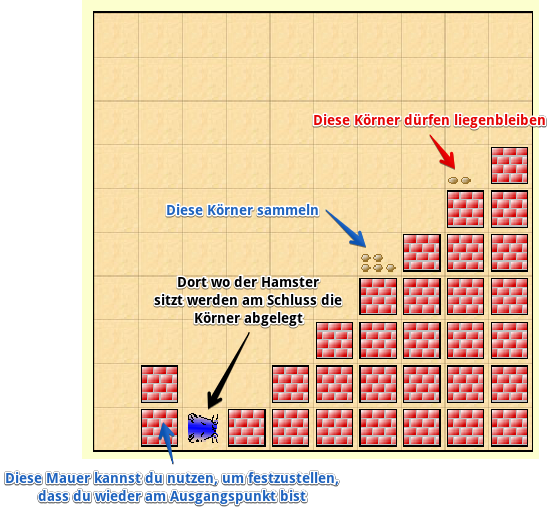 Diese Körner dürfen liegenbleiben
Diese Körner sammeln
Dort wo der Hamster
sitzt werden am Schluss die
Körner abgelegt
Diese Mauer kannst du nutzen, um festzustellen,
dass du wieder am Ausgangspunkt bist